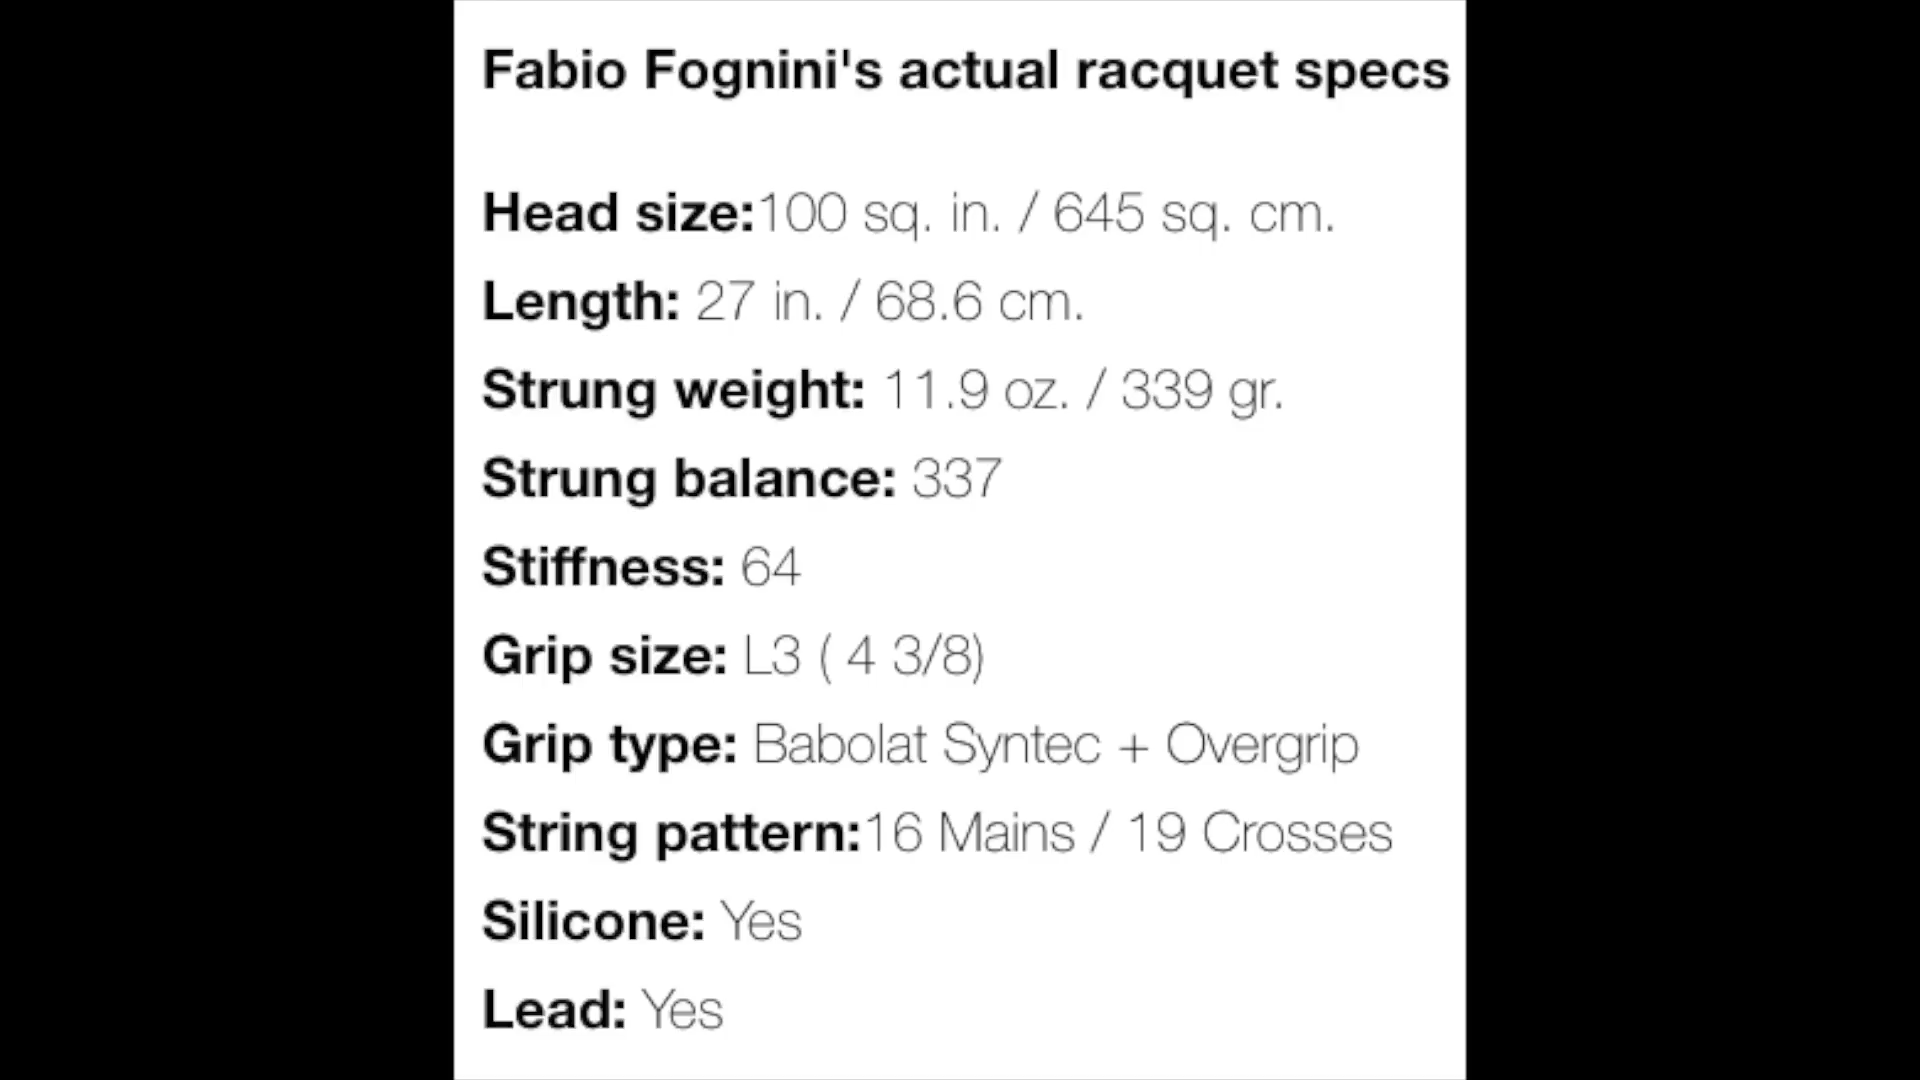 Fabio Fognini's actual racquet specs
Head size:100 sq. in. / 645 sq. cm.
Length: 27 in. / 68.6 cm.
Strung weight: 11.9 oz. / 339 gr.
Strung balance: 337
Stiffness: 64
Grip size: L3 ( 4 3/8)
Grip type: Babolat Syntec + Overgrip
String pattern:16 Mains / 19 Crosses
Silicone: Yes
Lead: Yes